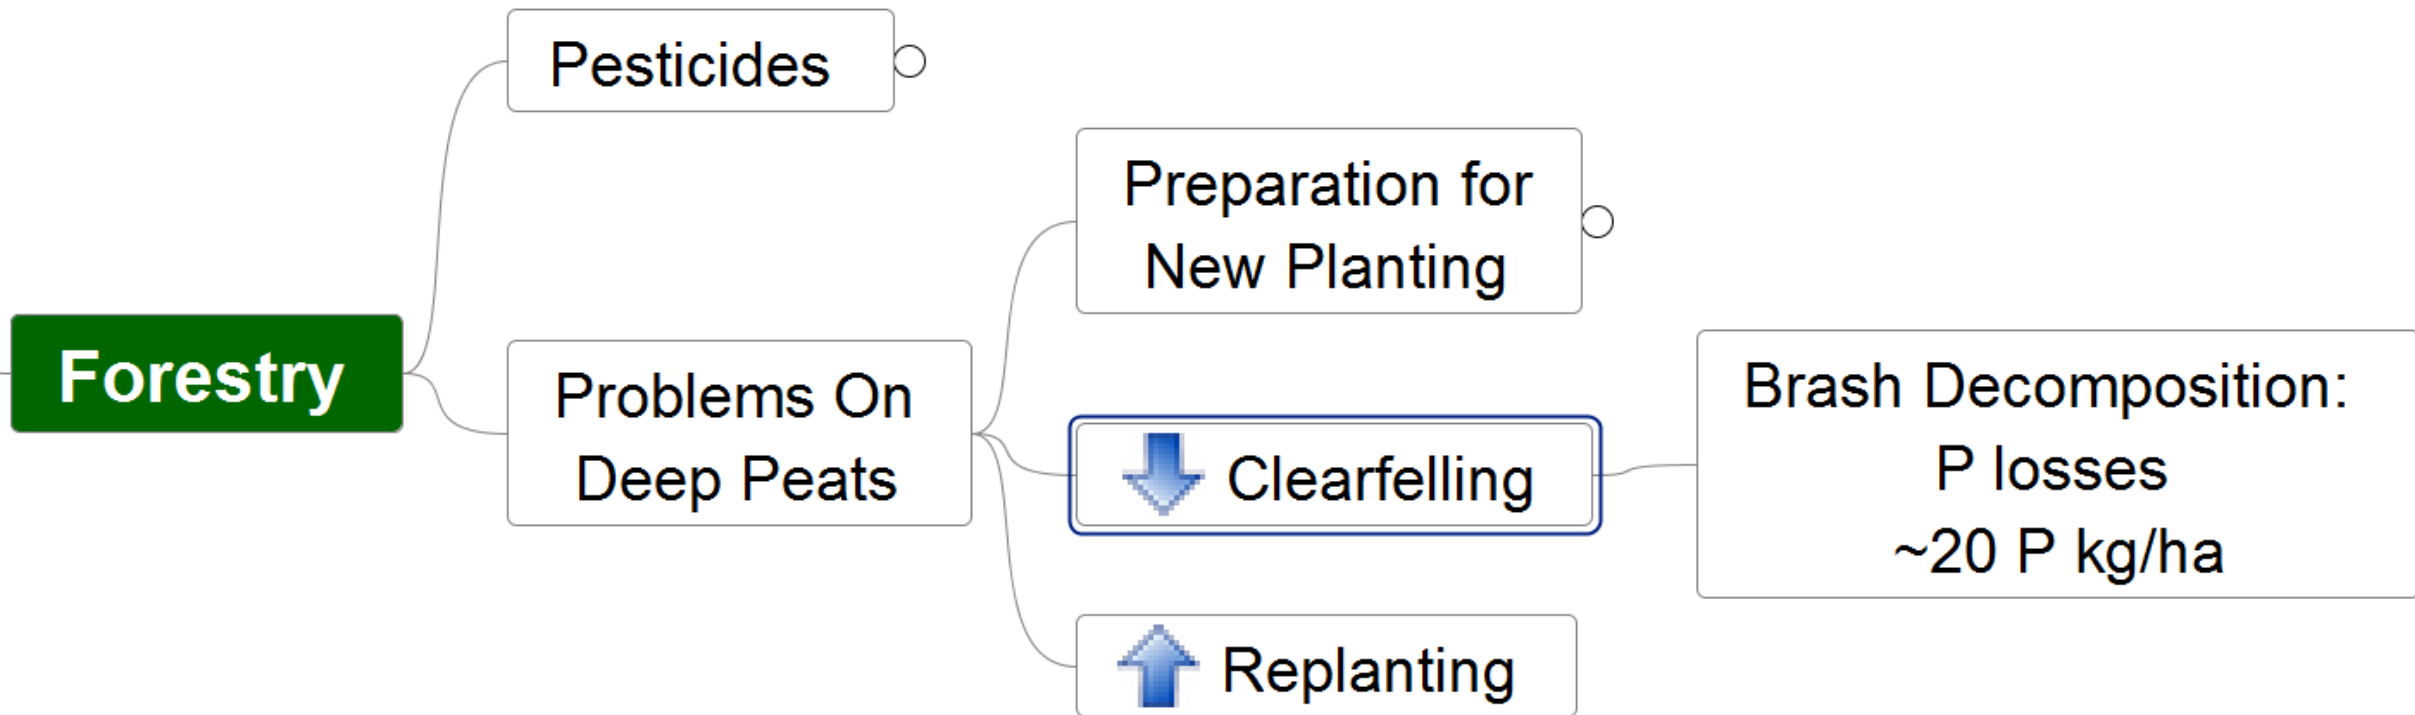 Pesticides
Preparation for
New Planting
Forestry
Problems On
Deep Peats
Clearfelling
Brash Decomposition:
P losses
~20 P kg/ha
Replanting